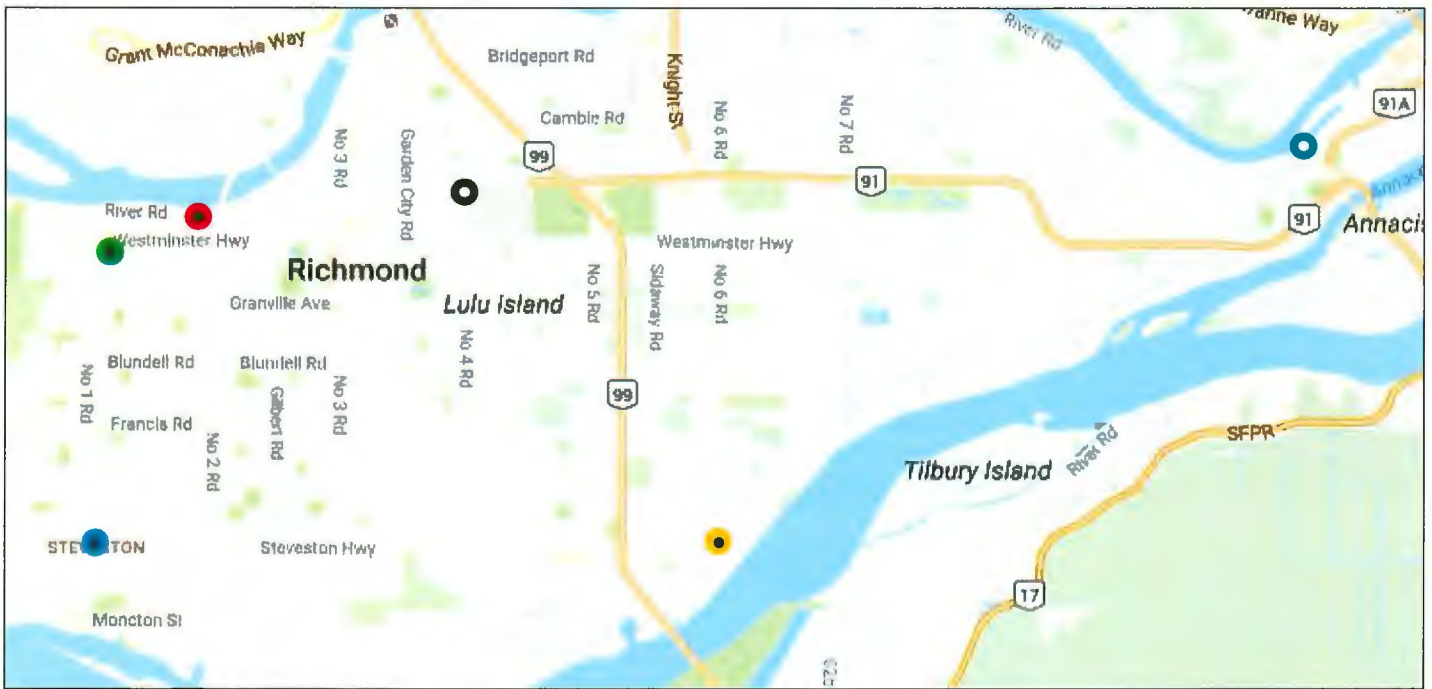 Grant McConachie Way
Bridgeport Rd
Knight St
River Rd
Way
91A
Cambie Rd
No 3 Rd
Garden City Rd
99
No 6 Rd
No 7 Rd
91
River Rd
Westminster Hwy
Richmond
Granville Ave
Lulu Island
Westminster Hwy
No 5 Rd
Sidaway Rd
No 6 Rd
91
Blundell Rd
Blundell Rd
No 4 Rd
No 1 Rd
Francis Rd
No 2 Rd
Gilbert Rd
No 3 Rd
99
Tilbury Island
River Rd
SFPR
Steveston Hwy
17
Moncton St